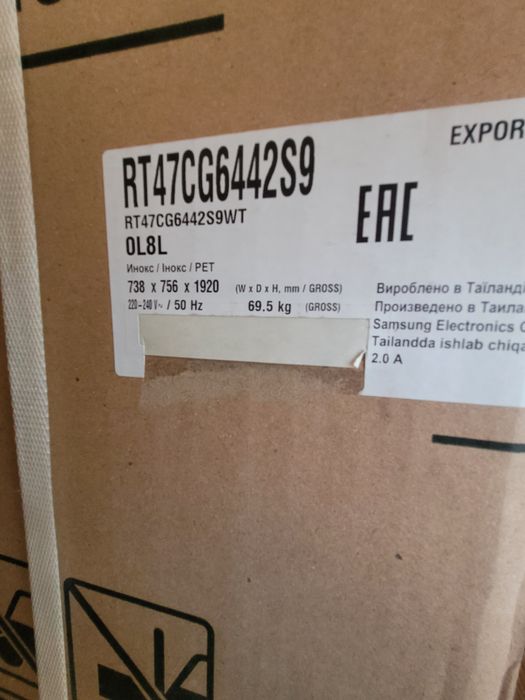 EXPOR
RT47CG6442S9
RT47CG6442S9WT
EAC
0L8L
Инокс / Інокс / PET
738 x 756 x 1920 (W x D x H, mm / GROSS)
220-240 V~ / 50 Hz 69.5 kg (GROSS)
Вироблено в Таїланді
Произведено в Таила
Samsung Electronics
Tailandda ishlab chiqa
2.0 A